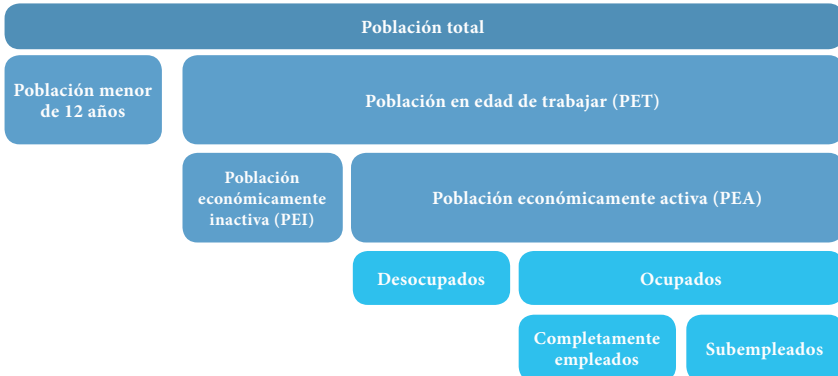 Población total
Población menor
de 12 años
Población en edad de trabajar (PET)
Población
económicamente
inactiva (PEI)
Población económicamente activa (PEA)
Desocupados
Ocupados
Completamente
empleados
Subempleados